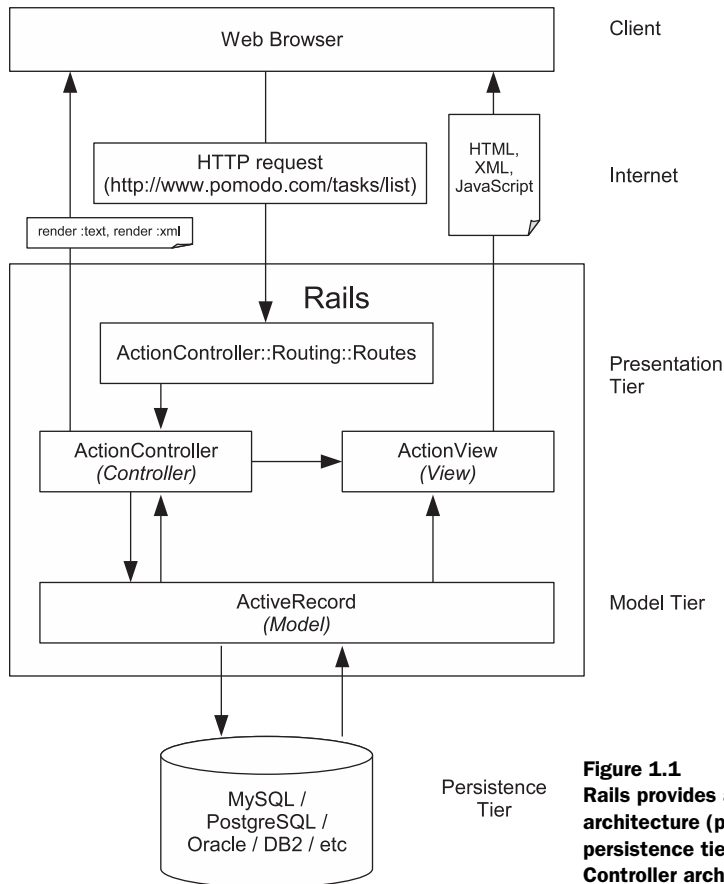 Web Browser
Client
HTTP request
(http://www.pomodo.com/tasks/list)
HTML,
XML,
JavaScript
Internet
render :text, render :xml
Rails
ActionController::Routing::Routes
Presentation
Tier
ActionController
(Controller)
ActionView
(View)
ActiveRecord
(Model)
Model Tier
MySQL /
PostgreSQL /
Oracle / DB2 / etc
Persistence
Tier
Figure 1.1
Rails provides
architecture (p
persistence tie
Controller arch